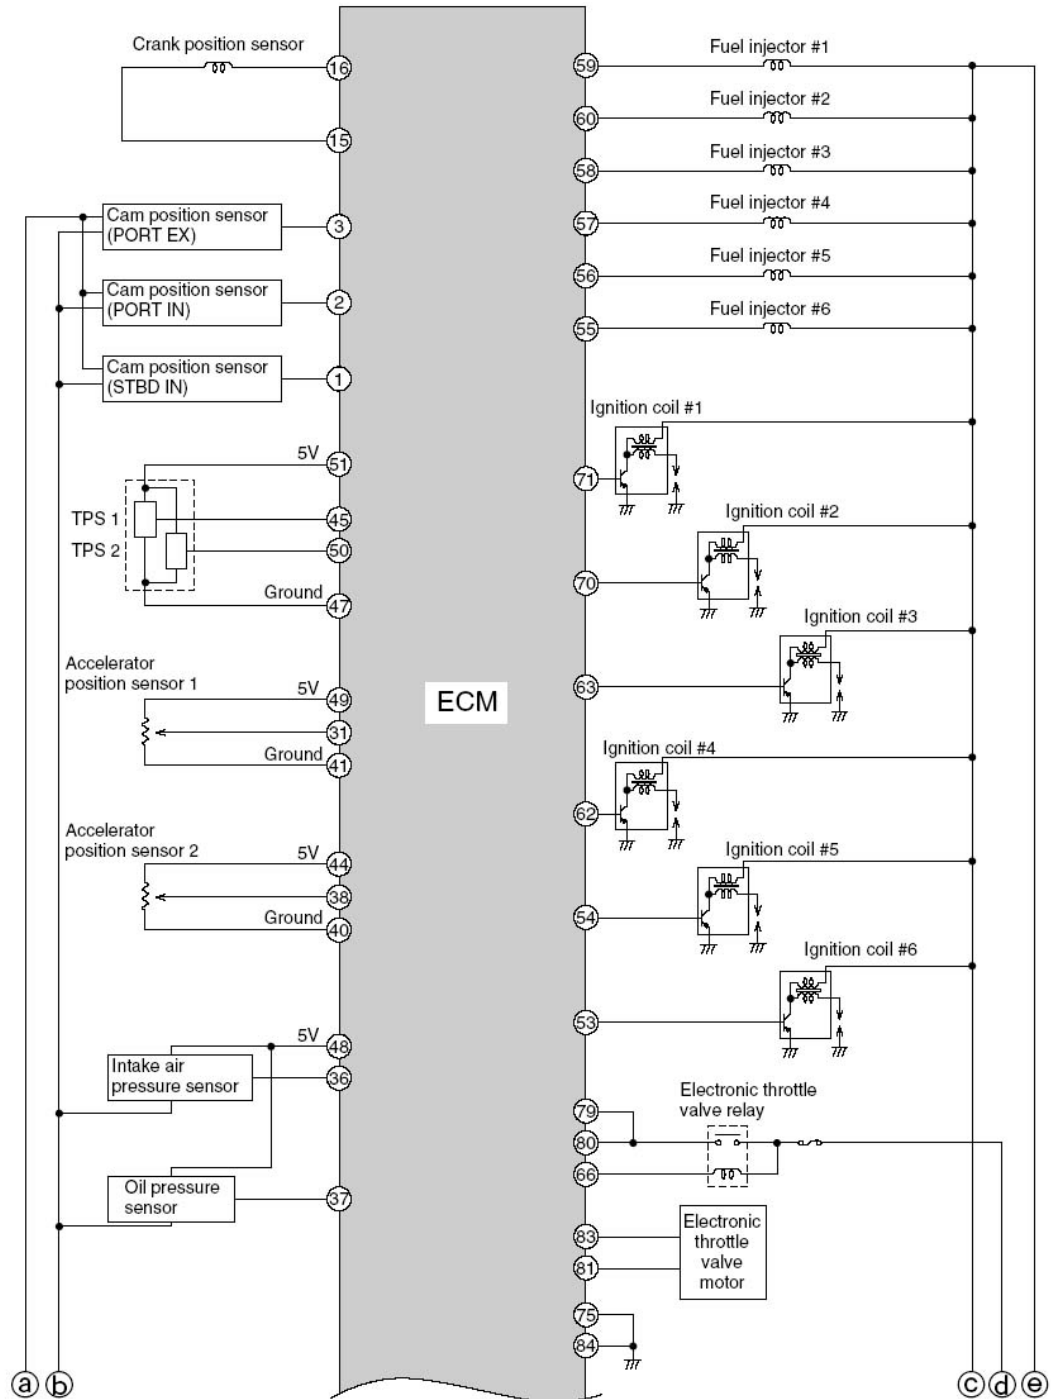 Crank position sensor
16
15
Cam position sensor
(PORT EX)
3
Cam position sensor
(PORT IN)
2
Cam position sensor
(STBD IN)
1
5V
51
TPS 1
45
TPS 2
50
Ground
47
Accelerator
position sensor 1
5V
49
31
Ground
41
Accelerator
position sensor 2
5V
44
38
Ground
40
5V
48
Intake air
pressure sensor
36
Oil pressure
sensor
37
a
b
ECM
Fuel injector #1
59
Fuel injector #2
60
Fuel injector #3
58
Fuel injector #4
57
Fuel injector #5
56
Fuel injector #6
55
Ignition coil #1
71
Ignition coil #2
70
Ignition coil #3
63
Ignition coil #4
62
Ignition coil #5
54
Ignition coil #6
53
Electronic throttle
valve relay
79
80
66
83
81
Electronic
throttle
valve
motor
75
84
c
d
e